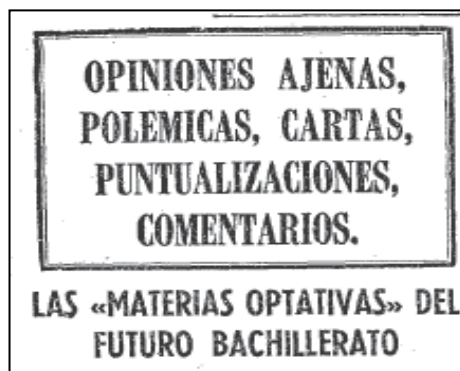 OPINIONES AJENAS,
POLEMICAS, CARTAS,
PUNTUALIZACIONES,
COMENTARIOS.
LAS «MATERIAS OPTATIVAS» DEL
FUTURO BACHILLERATO